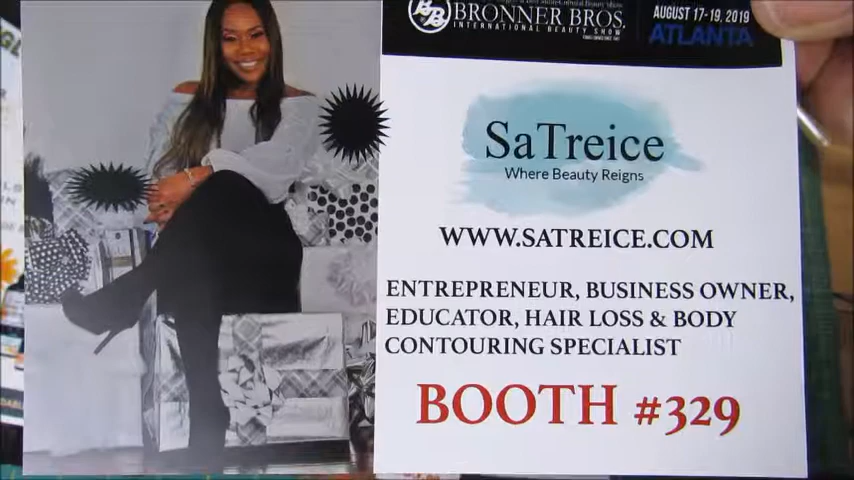 BB
BRONNER BROS.
INTERNATIONAL BEAUTY SHOW
AUGUST 17-19, 2019
ATLANTA
SaTreice
Where Beauty Reigns
WWW.SATREICE.COM
ENTREPRENEUR, BUSINESS OWNER,
EDUCATOR, HAIR LOSS & BODY
CONTOURING SPECIALIST
BOOTH #329